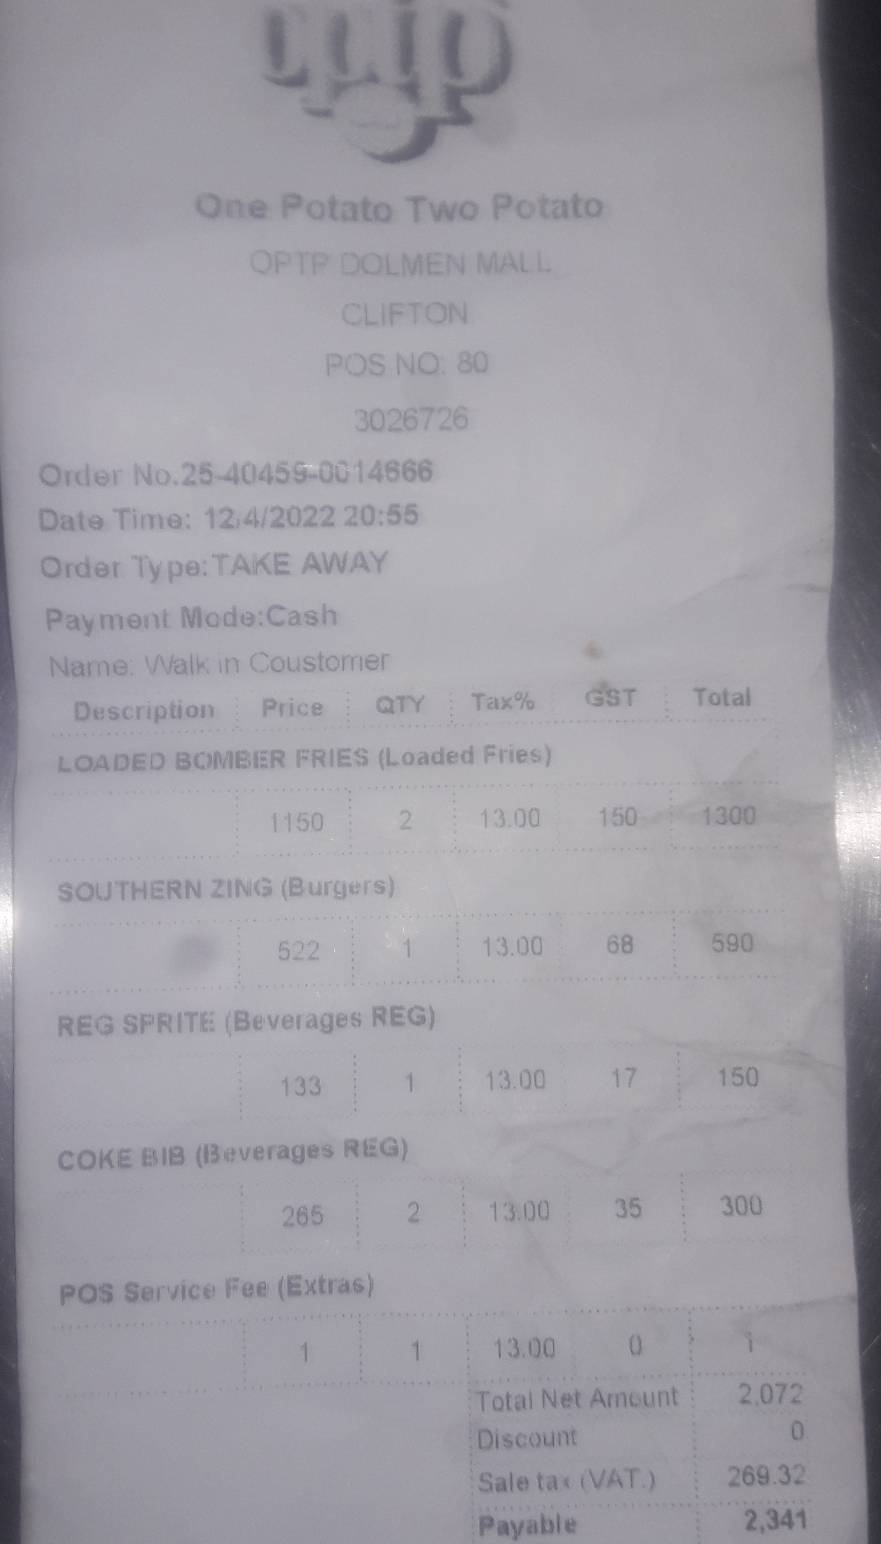 One Potato Two Potato
OPTP DOLMEN MALL
CLIFTON
POS NO: 80
3026726
Order No.25-40459-0014666
Date Time: 12/4/2022 20:55
Order Type:TAKE AWAY
Payment Mode:Cash
Name: Walk in Coustomer
Description Price QTY Tax% GST Total
LOADED BOMBER FRIES (Loaded Fries)
1150 2 13.00 150 1300
SOUTHERN ZING (Burgers)
522 1 13.00 68 590
REG SPRITE (Beverages REG)
133 1 13.00 17 150
COKE BIB (Beverages REG)
265 2 13.00 35 300
POS Service Fee (Extras)
1 1 13.00 0 1
Total Net Amount 2,072
Discount 0
Sale tax (VAT.) 269.32
Payable 2,341